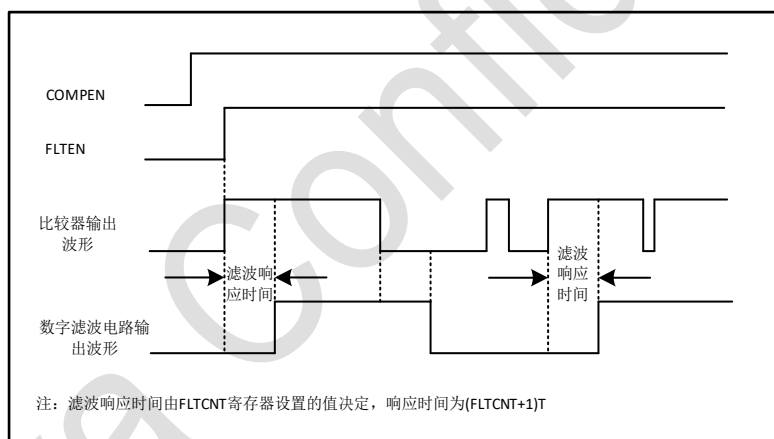 COMPEN
FLTEN
比较器输出
波形
滤波响
应时间
滤波
响应
时间
数字滤波电路输
出波形
注：滤波响应时间由FLTCNT寄存器设置的值决定，响应时间为(FLTCNT+1)T